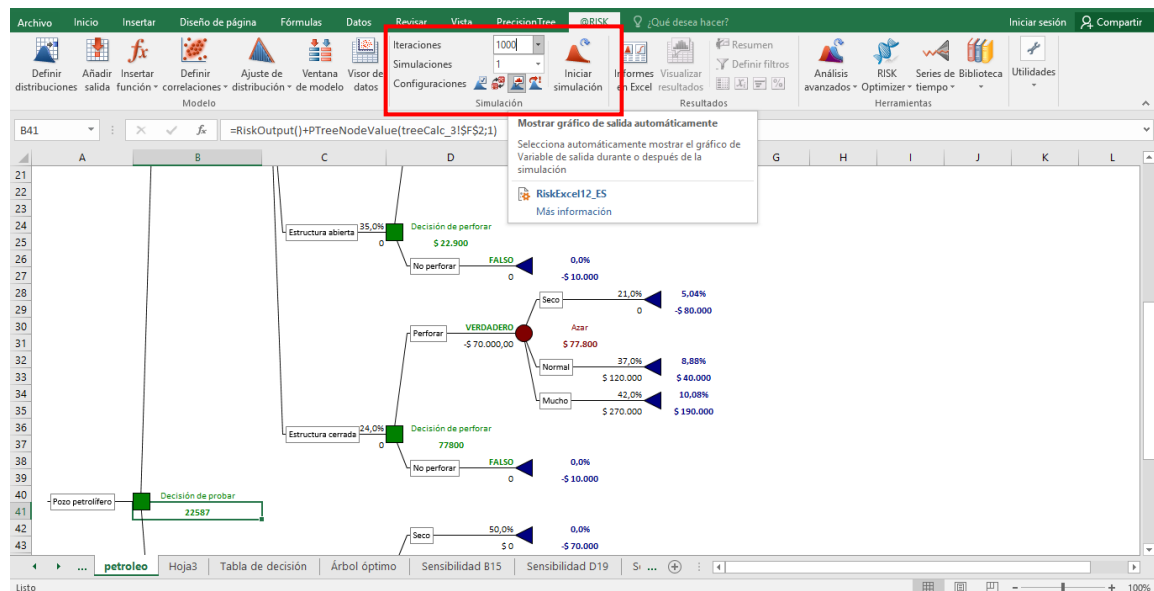 Archivo Inicio Insertar Diseño de página Fórmulas Datos Revisar Vista PrecisionTree @RISK ¿Qué desea hacer? Iniciar sesión Compartir
Definir distribuciones
Añadir salida
Insertar función
Definir correlaciones
Ajuste de distribución
Ventana de modelo
Visor de datos
Modelo
Iteraciones 1000
Simulaciones 1
Configuraciones
Iniciar simulación
Simulación
Informes en Excel
Visualizar resultados
Resumen
Definir filtros
Resultados
Análisis avanzados
RISK Optimizer
Series de tiempo
Biblioteca
Herramientas
Utilidades
B41 fx =RiskOutput()+PTreeNodeValue(treeCalc_3!$F$2;1)
Mostrar gráfico de salida automáticamente
Selecciona automáticamente mostrar el gráfico de
Variable de salida durante o después de la
simulación
RiskExcel12_ES
Más información
A B C D G H I J K L
21
22
23
24 Estructura abierta 35,0% Decisión de perforar
25 0 $ 22.900
26 No perforar FALSO 0,0%
27 0 -$ 10.000
28 Seco 21,0% 5,04%
29 0 -$ 80.000
30 Perforar VERDADERO Azar
31 -$ 70.000,00 $ 77.800
32 Normal 37,0% 8,88%
33 $ 120.000 $ 40.000
34 Mucho 42,0% 10,08%
35 $ 270.000 $ 190.000
36 Estructura cerrada 24,0% Decisión de perforar
37 0 77800
38 No perforar FALSO 0,0%
39 0 -$ 10.000
40 Pozo petrolífero Decisión de probar
41 22587
42 Seco 50,0% 0,0%
43 $ 0 -$ 70.000
... petroleo Hoja3 Tabla de decisión Árbol óptimo Sensibilidad B15 Sensibilidad D19 ...
Listo 100%